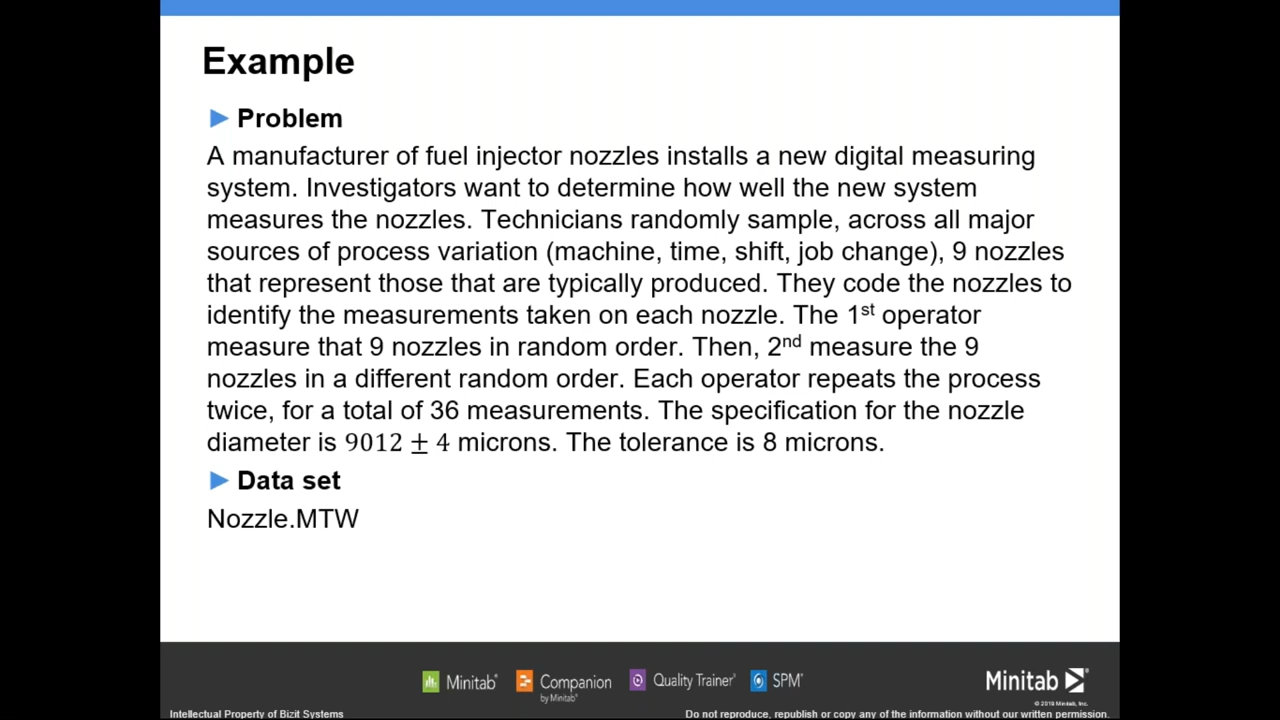 Example
Problem
A manufacturer of fuel injector nozzles installs a new digital measuring
system. Investigators want to determine how well the new system
measures the nozzles. Technicians randomly sample, across all major
sources of process variation (machine, time, shift, job change), 9 nozzles
that represent those that are typically produced. They code the nozzles to
identify the measurements taken on each nozzle. The 1st operator
measure that 9 nozzles in random order. Then, 2nd measure the 9
nozzles in a different random order. Each operator repeats the process
twice, for a total of 36 measurements. The specification for the nozzle
diameter is 9012 ± 4 microns. The tolerance is 8 microns.
Data set
Nozzle.MTW
Minitab® Companion by Minitab® Quality Trainer® SPM® Minitab®
© 2019 Minitab, Inc.
Intellectual Property of Bizit Systems Do not reproduce, republish or copy any of the information without our written permission.